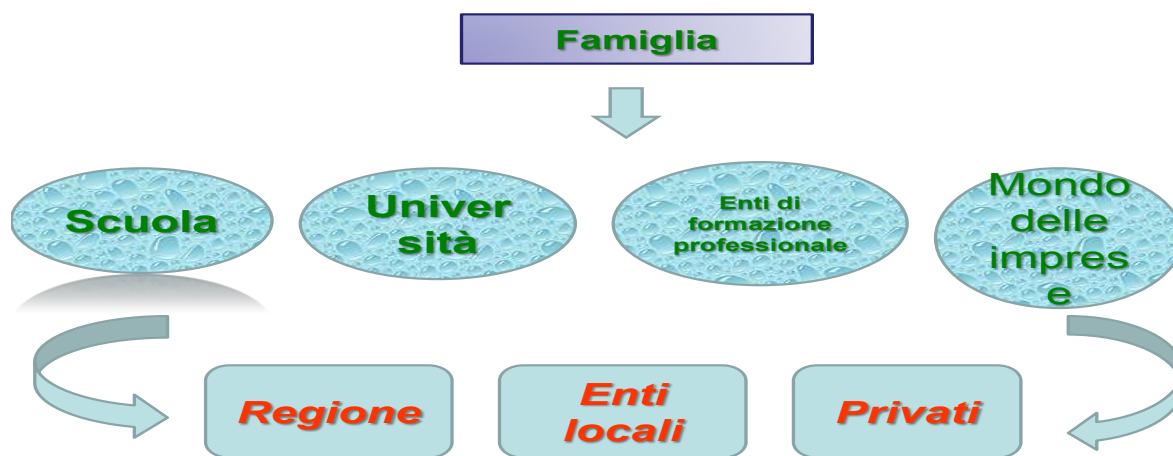 Famiglia
Scuola
Univer
sità
Enti di
formazione
professionale
Mondo
delle
impres
e
Regione
Enti
locali
Privati